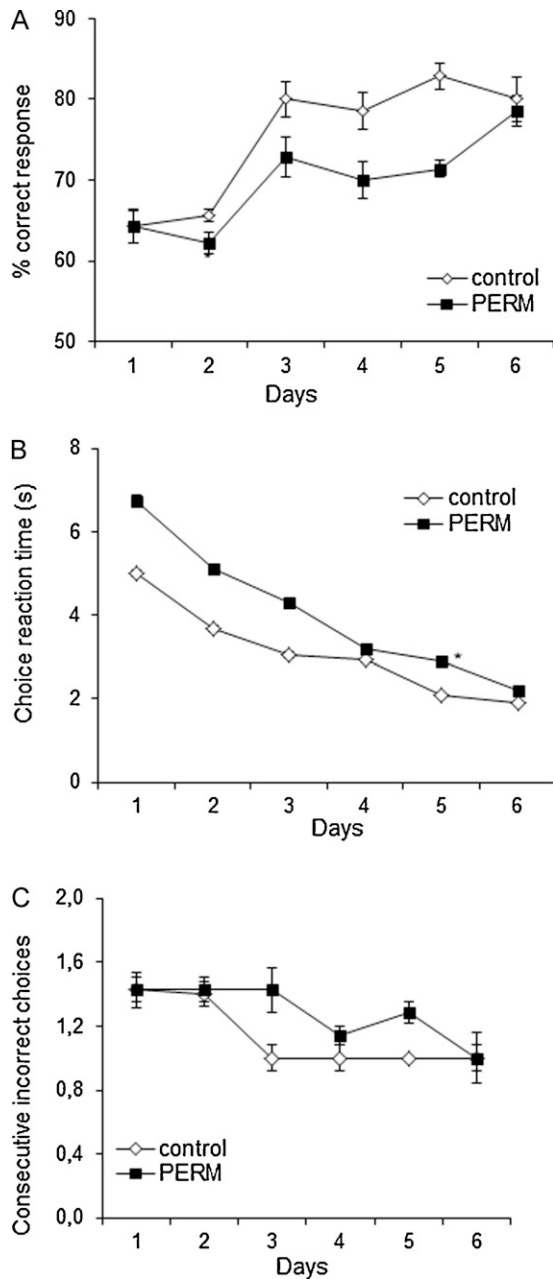 A
90
80
70
60
50
% correct response
control
PERM
*
1 2 3 4 5 6
Days
B
8
6
4
2
0
Choice reaction time (s)
control
PERM
*
1 2 3 4 5 6
Days
C
2,0
1,6
1,2
0,8
0,4
0,0
Consecutive incorrect choices
control
PERM
1 2 3 4 5 6
Days